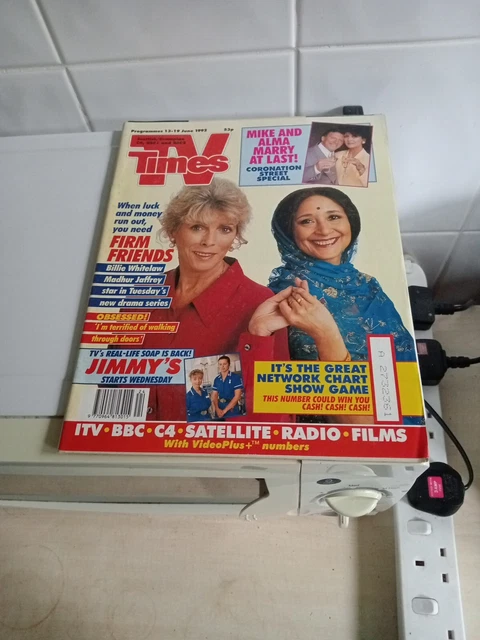 Programmes 13-19 June 1992 52p
TV
Times
MIKE AND
ALMA
MARRY
AT LAST!
CORONATION
STREET
SPECIAL
When luck
and money
run out,
you need
FIRM
FRIENDS
Billie Whitelaw
Madhur Jaffrey
star in Tuesday's
new drama series
OBSESSED!
'I'm terrified of walking
through doors'
TV's REAL-LIFE SOAP IS BACK!
JIMMY'S
STARTS WEDNESDAY
IT'S THE GREAT
NETWORK CHART
SHOW GAME
THIS NUMBER COULD WIN YOU
CASH! CASH! CASH!
ITV•BBC•C4•SATELLITE•RADIO•FILMS
With VideoPlus+™ numbers